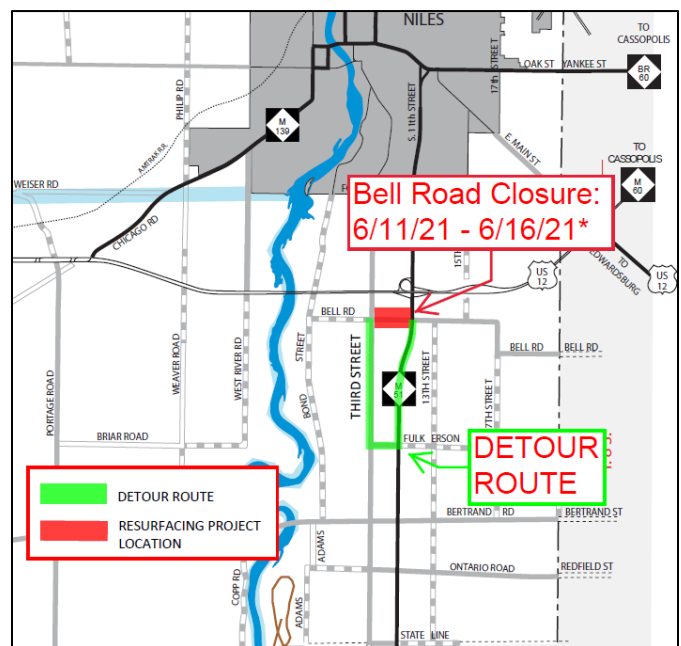 NILES
TO
CASSOPOLIS
OAK ST
YANKEE ST
BR
60
17th STREET
PHILIP RD
M
139
S. 11th STREET
AMTRAK R.R.
E. MAIN ST
TO
CASSOPOLIS
M
60
WEISER RD
Bell Road Closure:
6/11/21 - 6/16/21*
CHICAGO RD
15TH
TO
EDWARDSBURG
US
12
US
12
BELL RD
BELL RD
BELL RD
PORTAGE ROAD
WEAVER ROAD
WEST RIVER RD
BOND
STREET
THIRD STREET
M
51
13TH STREET
17TH STREET
BRIAR ROAD
FULKERSON
DETOUR
ROUTE
DETOUR ROUTE
RESURFACING PROJECT
LOCATION
BERTRAND RD
BERTRAND ST
ADAMS
ONTARIO ROAD
REDFIELD ST
COPP RD
ADAMS
STATE LINE